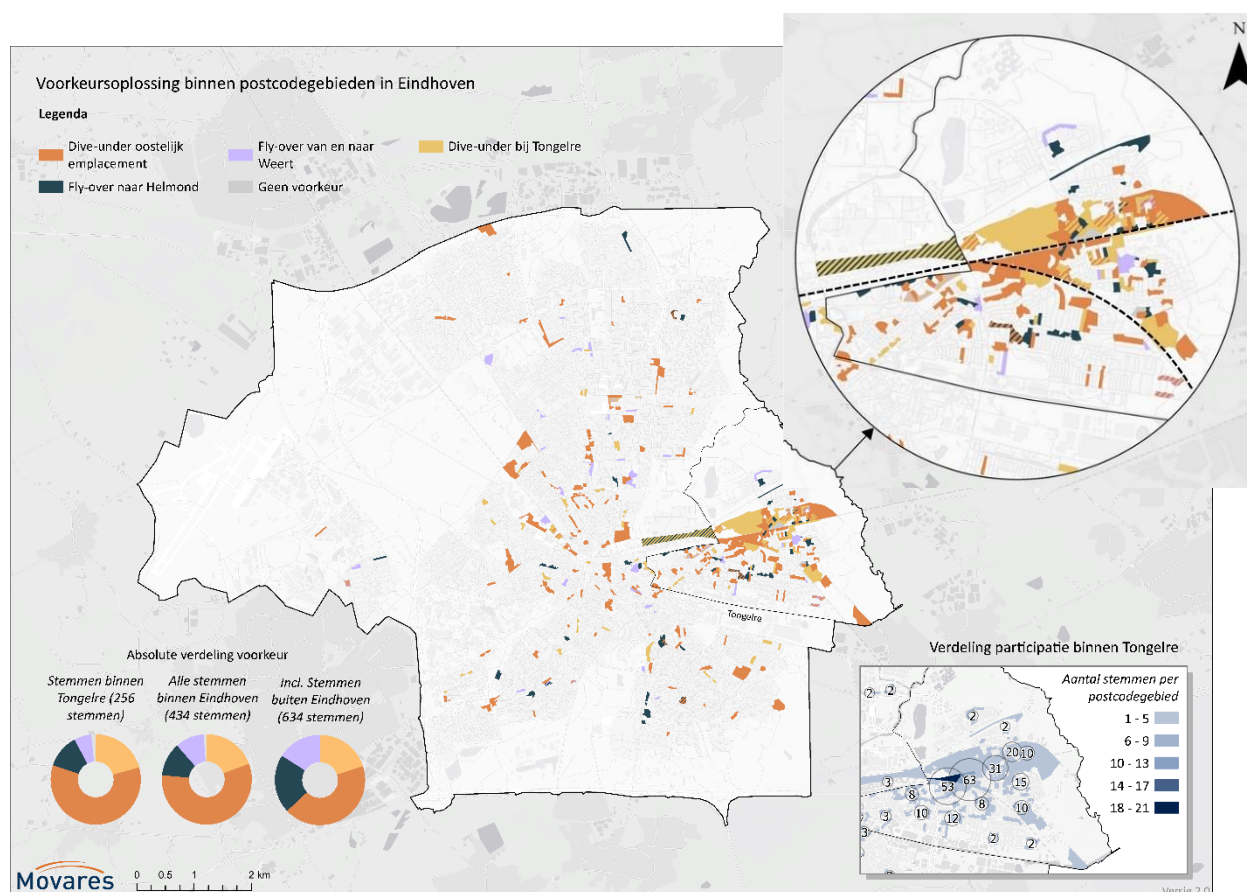 Voorkeursoplossing binnen postcodegebieden in Eindhoven
Legenda
Dive-under oostelijk
emplacement
Fly-over van en naar
Weert
Dive-under bij Tongelre
Fly-over naar Helmond
Geen voorkeur
N
Tongelre
Absolute verdeling voorkeur
Stemmen binnen
Tongelre (256
stemmen)
Alle stemmen
binnen Eindhoven
(434 stemmen)
Incl. Stemmen
buiten Eindhoven
(634 stemmen)
Movares
0 0.5 1 2 km
Verdeling participatie binnen Tongelre
Aantal stemmen per
postcodegebied
1 - 5
6 - 9
10 - 13
14 - 17
18 - 21
2 2
2
2
20 10
31
3 53 63 15
8 8
3 10 12 10
3 2 2
2
Versie 2.0